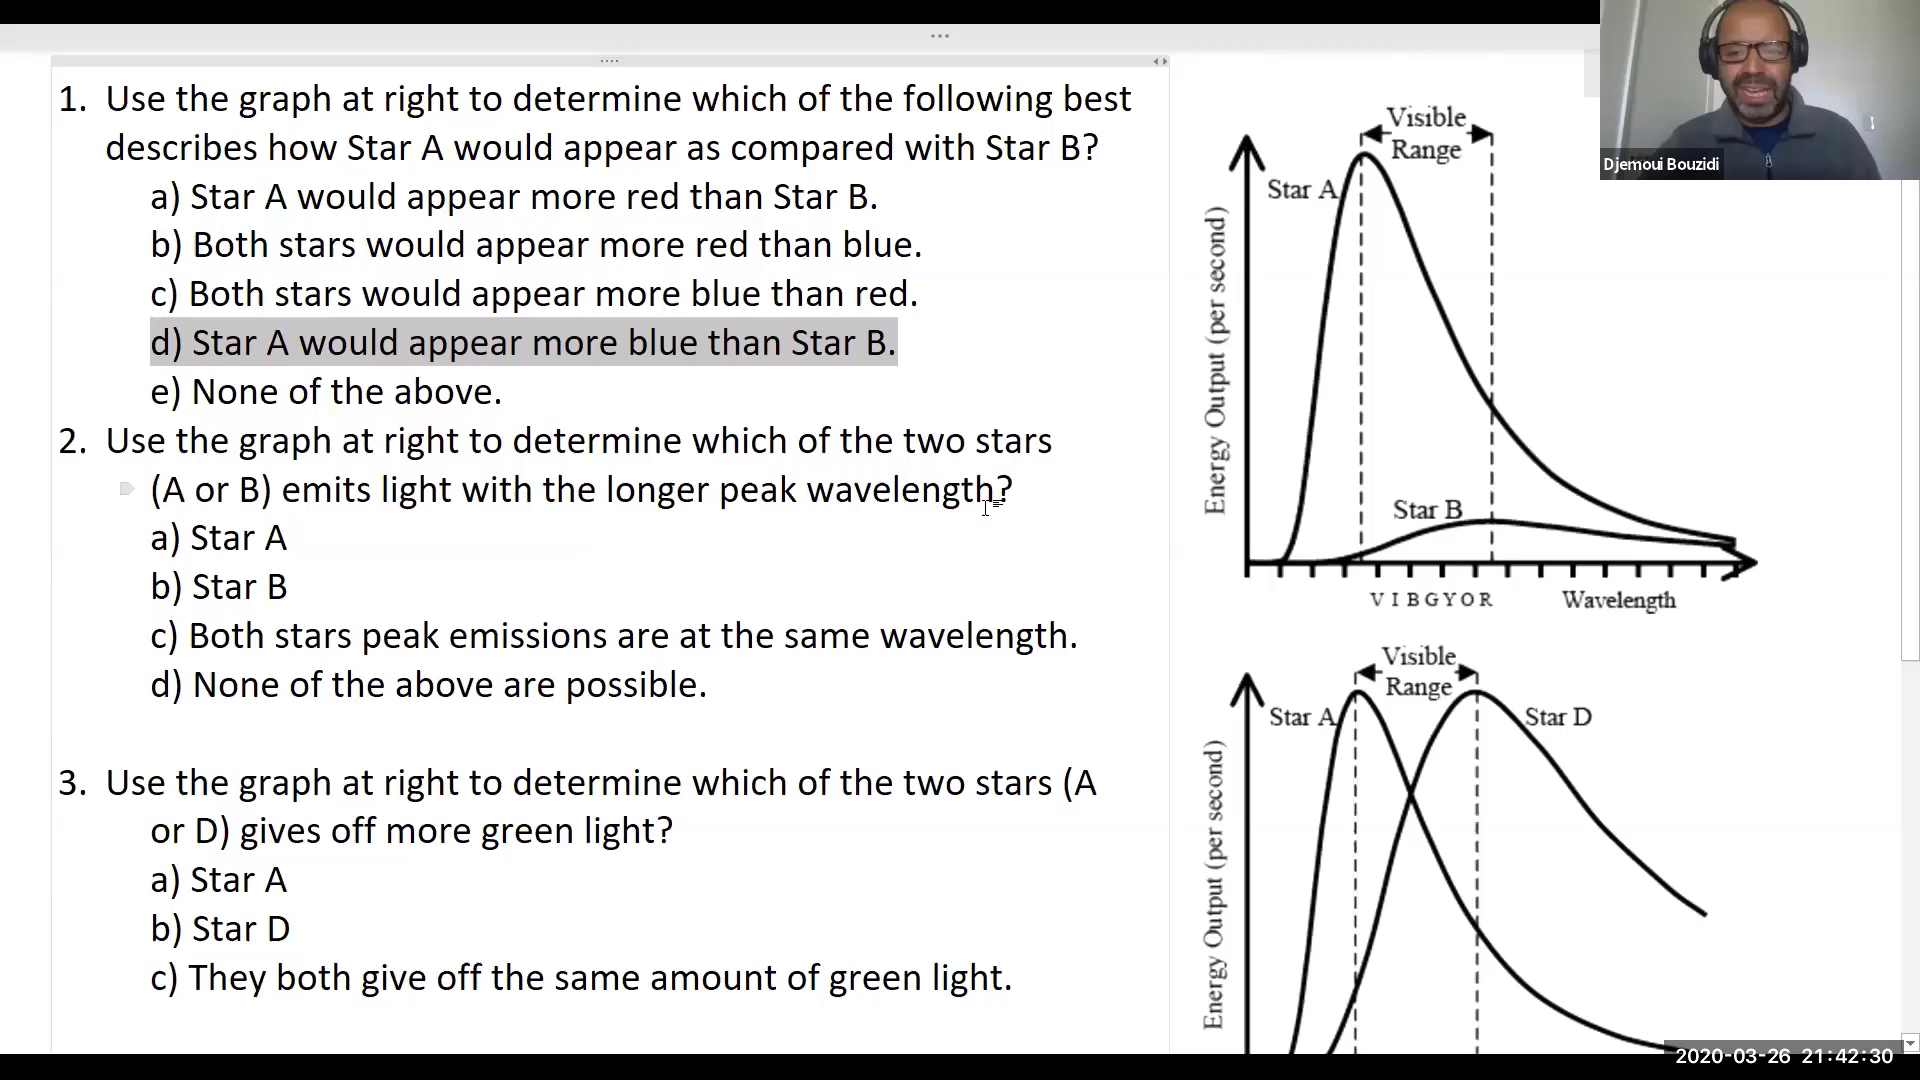 1. Use the graph at right to determine which of the following best
describes how Star A would appear as compared with Star B?
a) Star A would appear more red than Star B.
b) Both stars would appear more red than blue.
c) Both stars would appear more blue than red.
d) Star A would appear more blue than Star B.
e) None of the above.
2. Use the graph at right to determine which of the two stars
(A or B) emits light with the longer peak wavelength?
a) Star A
b) Star B
c) Both stars peak emissions are at the same wavelength.
d) None of the above are possible.
3. Use the graph at right to determine which of the two stars (A
or D) gives off more green light?
a) Star A
b) Star D
c) They both give off the same amount of green light.
Visible
Range
Star A
Energy Output (per second)
Star B
V I B G Y O R
Wavelength
Visible
Range
Star A
Star D
Energy Output (per second)
Djemoui Bouzidi
2020-03-26 21:42:30